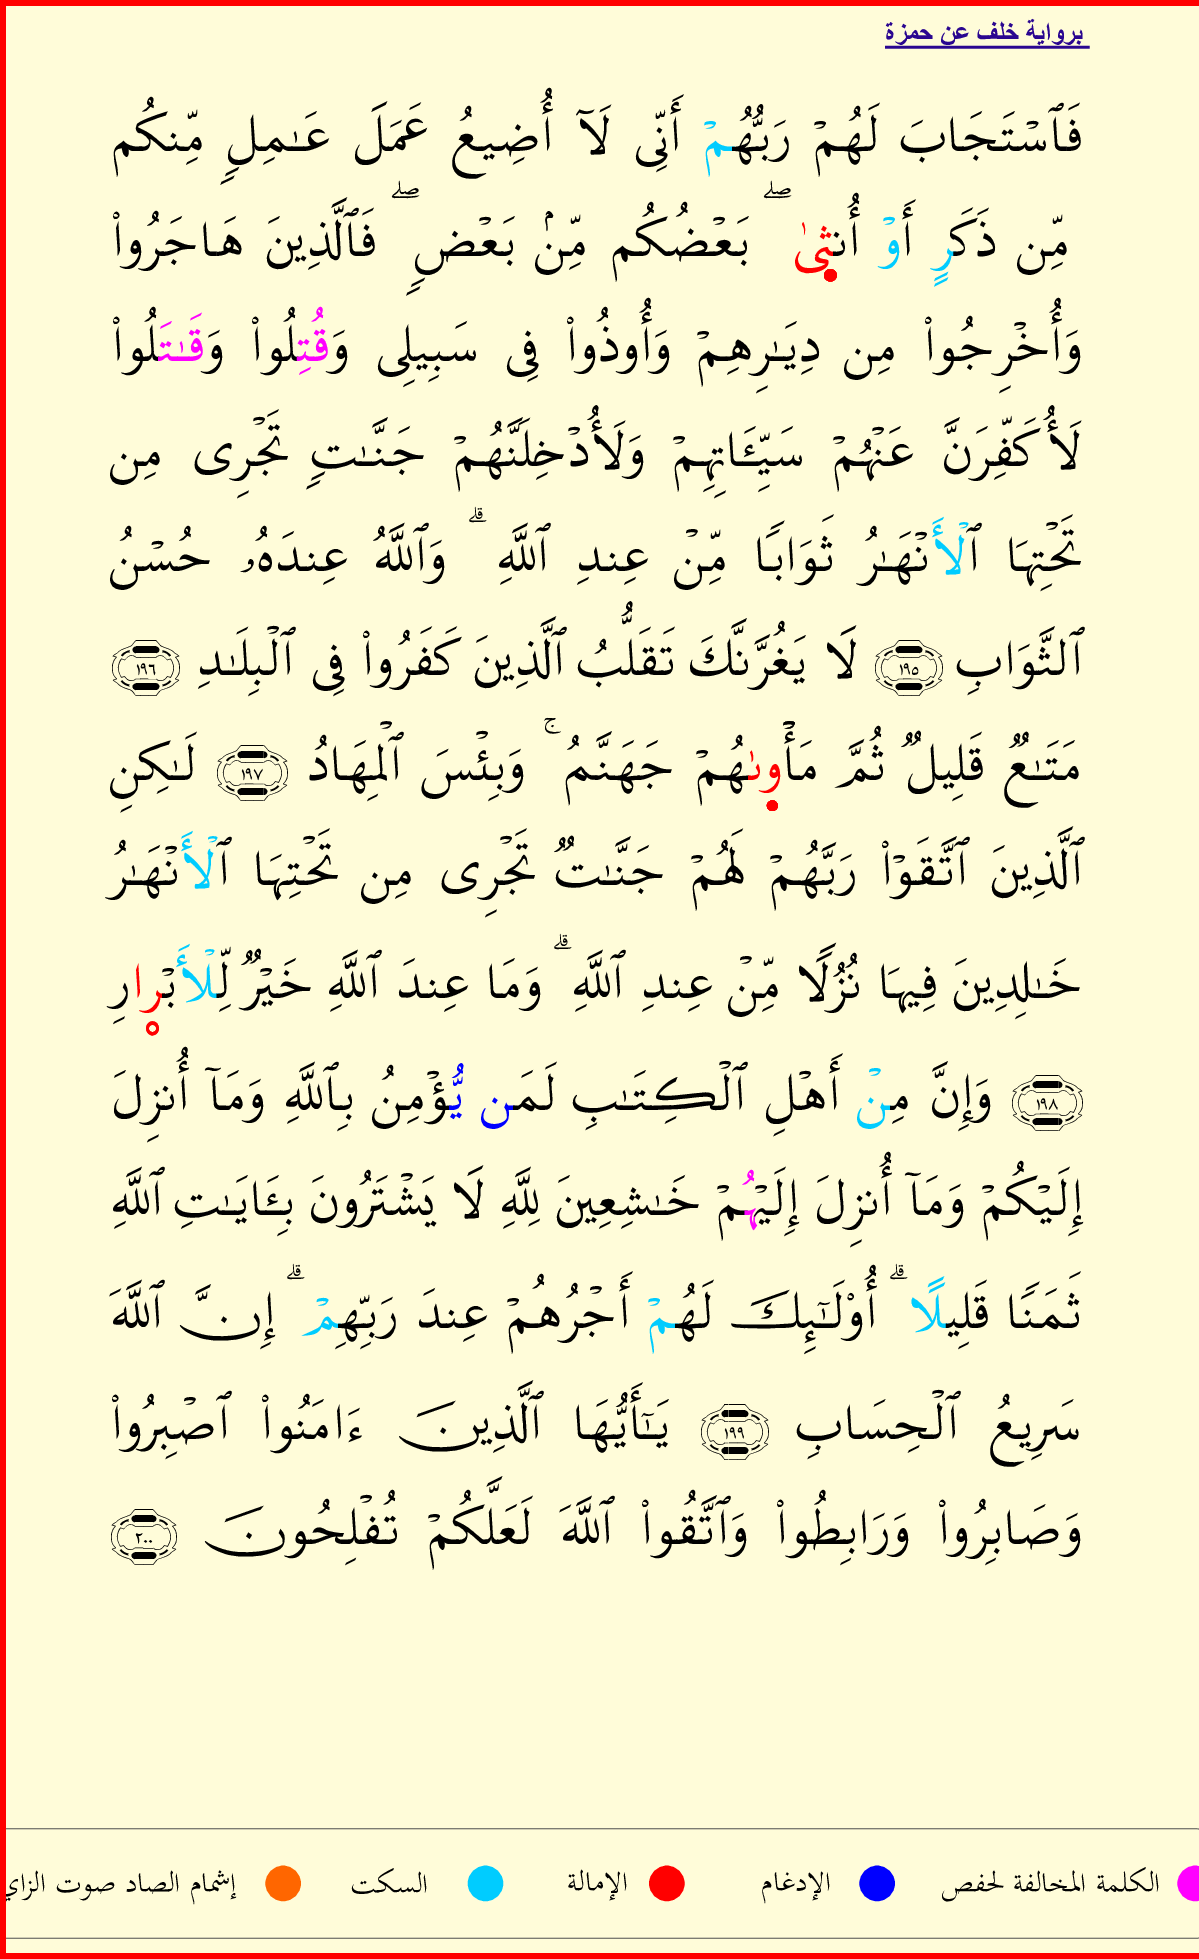 برواية خلف عن حمزة
فَٱسْتَجَابَ لَهُمْ رَبُّهُمْ أَنِّى لَآ أُضِيعُ عَمَلَ عَـٰمِلٍ مِّنكُم
مِّن ذَكَرٍ أَوْ أُنثَىٰ ۖ بَعْضُكُم مِّنۢ بَعْضٍ ۖ فَٱلَّذِينَ هَاجَرُوا۟
وَأُخْرِجُوا۟ مِن دِيَـٰرِهِمْ وَأُوذُوا۟ فِى سَبِيلِى وَقُتِلُوا۟ وَقَـٰتَلُوا۟
لَأُكَفِّرَنَّ عَنْهُمْ سَيِّـَٔاتِهِمْ وَلَأُدْخِلَنَّهُمْ جَنَّـٰتٍ تَجْرِى مِن
تَحْتِهَا ٱلْأَنْهَـٰرُ ثَوَابًا مِّنْ عِندِ ٱللَّهِ ۗ وَٱللَّهُ عِندَهُۥ حُسْنُ
ٱلثَّوَابِ ١٩٥ لَا يَغُرَّنَّكَ تَقَلُّبُ ٱلَّذِينَ كَفَرُوا۟ فِى ٱلْبِلَـٰدِ ١٩٦
مَتَـٰعٌ قَلِيلٌ ثُمَّ مَأْوِىٰهُمْ جَهَنَّمُ ۚ وَبِئْسَ ٱلْمِهَادُ ١٩٧ لَـٰكِنِ
ٱلَّذِينَ ٱتَّقَوْا۟ رَبَّهُمْ لَهُمْ جَنَّـٰتٌ تَجْرِى مِن تَحْتِهَا ٱلْأَنْهَـٰرُ
خَـٰلِدِينَ فِيهَا نُزُلًا مِّنْ عِندِ ٱللَّهِ ۗ وَمَا عِندَ ٱللَّهِ خَيْرٌ لِّلْأَبْرِارِ
١٩٨ وَإِنَّ مِنْ أَهْلِ ٱلْكِتَـٰبِ لَمَن يُّؤْمِنُ بِٱللَّهِ وَمَآ أُنزِلَ
إِلَيْكُمْ وَمَآ أُنزِلَ إِلَيْهُمْ خَـٰشِعِينَ لِلَّهِ لَا يَشْتَرُونَ بِـَٔايَـٰتِ ٱللَّهِ
ثَمَنًا قَلِيلًا ۗ أُو۟لَـٰٓئِكَ لَهُمْ أَجْرُهُمْ عِندَ رَبِّهِمْ ۗ إِنَّ ٱللَّهَ
سَرِيعُ ٱلْحِسَابِ ١٩٩ يَـٰٓأَيُّهَا ٱلَّذِينَ ءَامَنُوا۟ ٱصْبِرُوا۟
وَصَابِرُوا۟ وَرَابِطُوا۟ وَٱتَّقُوا۟ ٱللَّهَ لَعَلَّكُمْ تُفْلِحُونَ ٢٠٠
الكلمة المخالفة لحفص الإدغام الإمالة السكت إشمام الصاد صوت الزاي